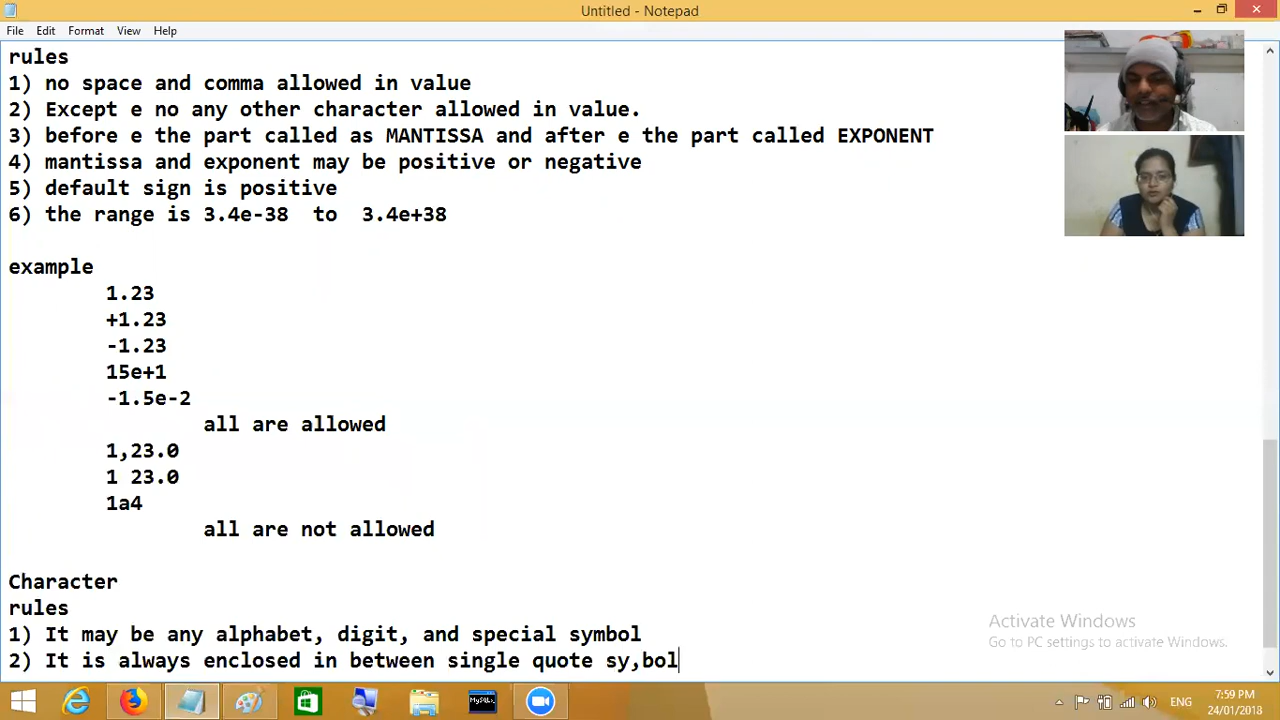 Untitled - Notepad
File Edit Format View Help
rules
1) no space and comma allowed in value
2) Except e no any other character allowed in value.
3) before e the part called as MANTISSA and after e the part called EXPONENT
4) mantissa and exponent may be positive or negative
5) default sign is positive
6) the range is 3.4e-38 to 3.4e+38
example
1.23
+1.23
-1.23
15e+1
-1.5e-2
all are allowed
1,23.0
1 23.0
1a4
all are not allowed
Character
rules
1) It may be any alphabet, digit, and special symbol
2) It is always enclosed in between single quote sy,bol
Activate Windows
Go to PC settings to activate Windows.
MySQL
ENG
7:59 PM
24/01/2018